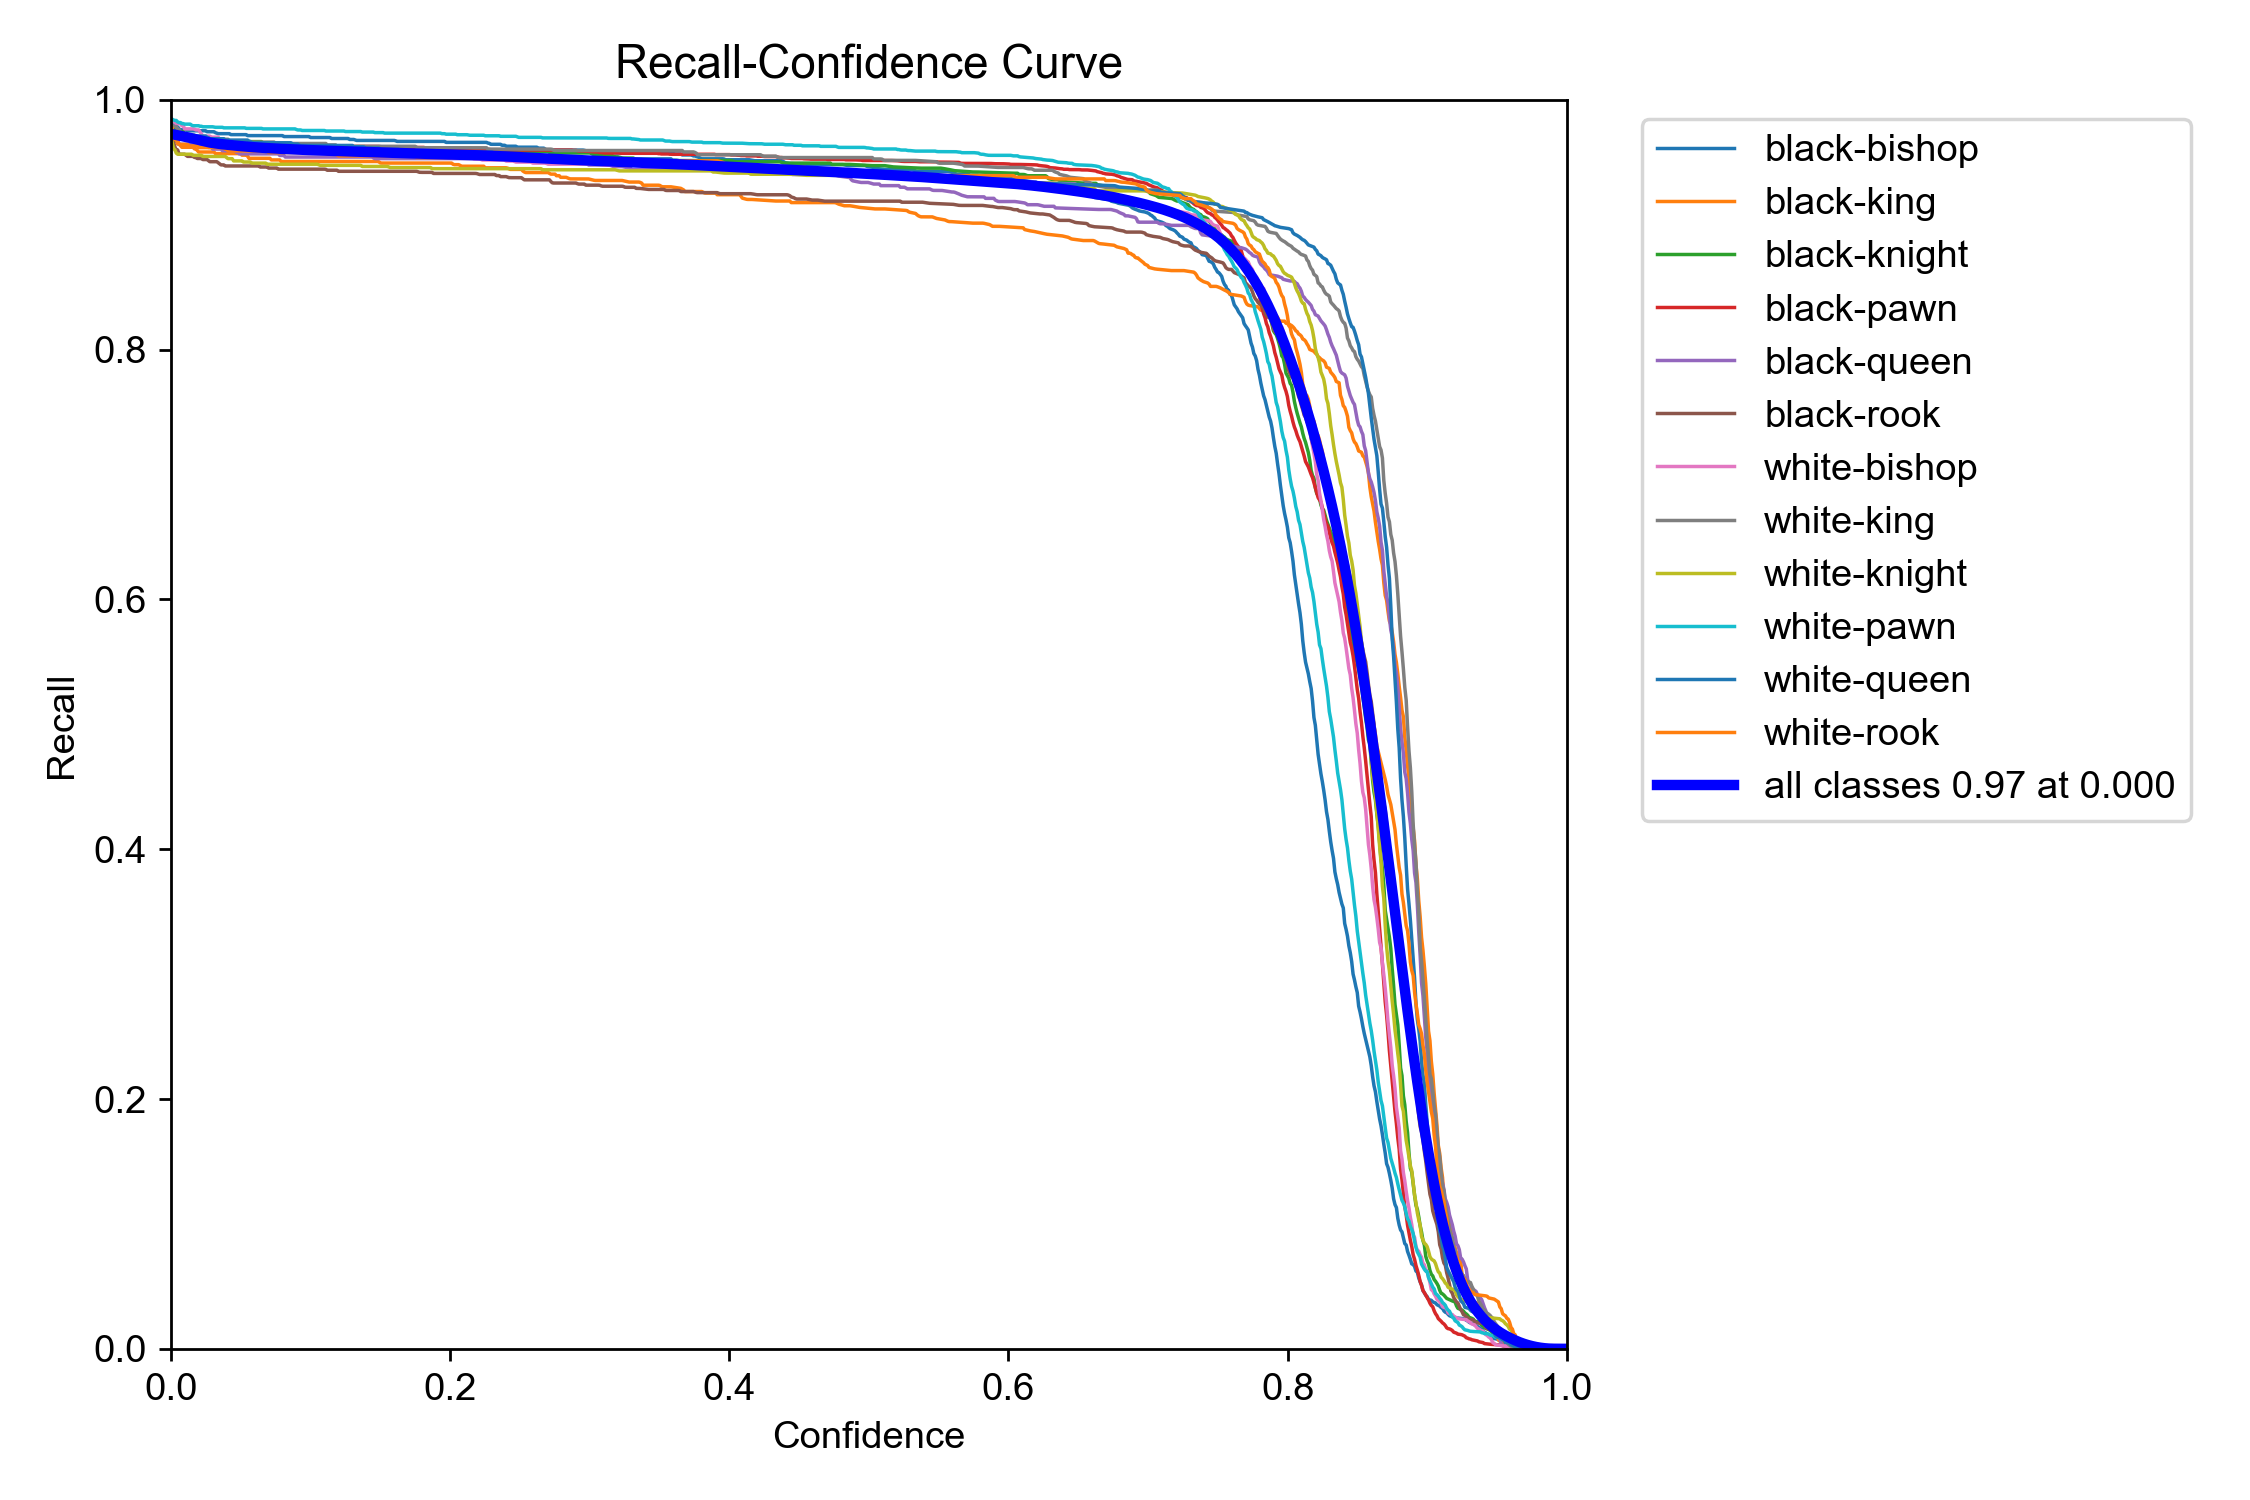 Recall-Confidence Curve
1.0
0.8
0.6
0.4
0.2
0.0
Recall
0.0 0.2 0.4 0.6 0.8 1.0
Confidence
black-bishop
black-king
black-knight
black-pawn
black-queen
black-rook
white-bishop
white-king
white-knight
white-pawn
white-queen
white-rook
all classes 0.97 at 0.000